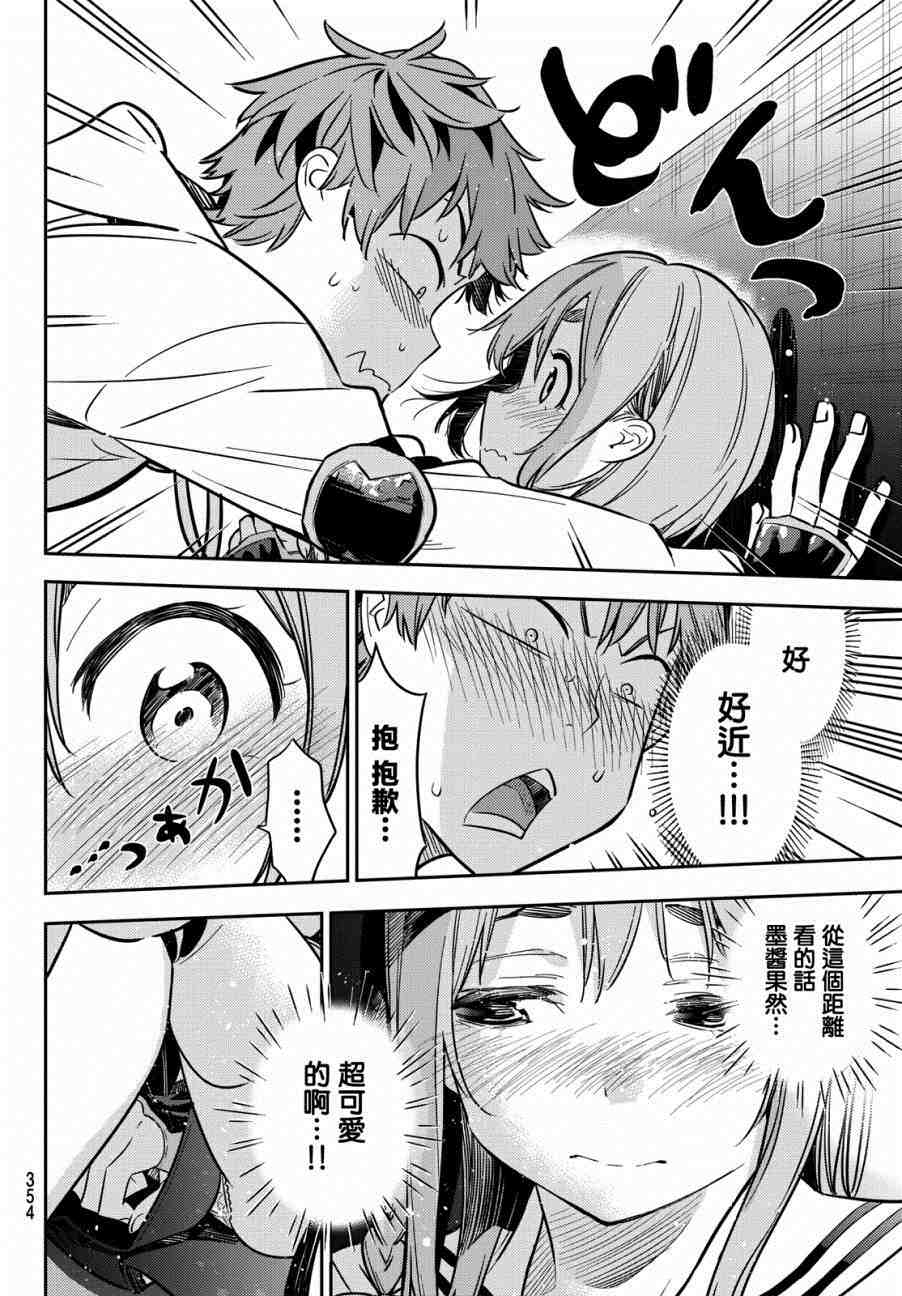 どんっ
好
好近…!!!
抱抱歉…
……
かあっ…
從這個距離
看的話
墨醬果然…
超可愛
的啊…!!
354